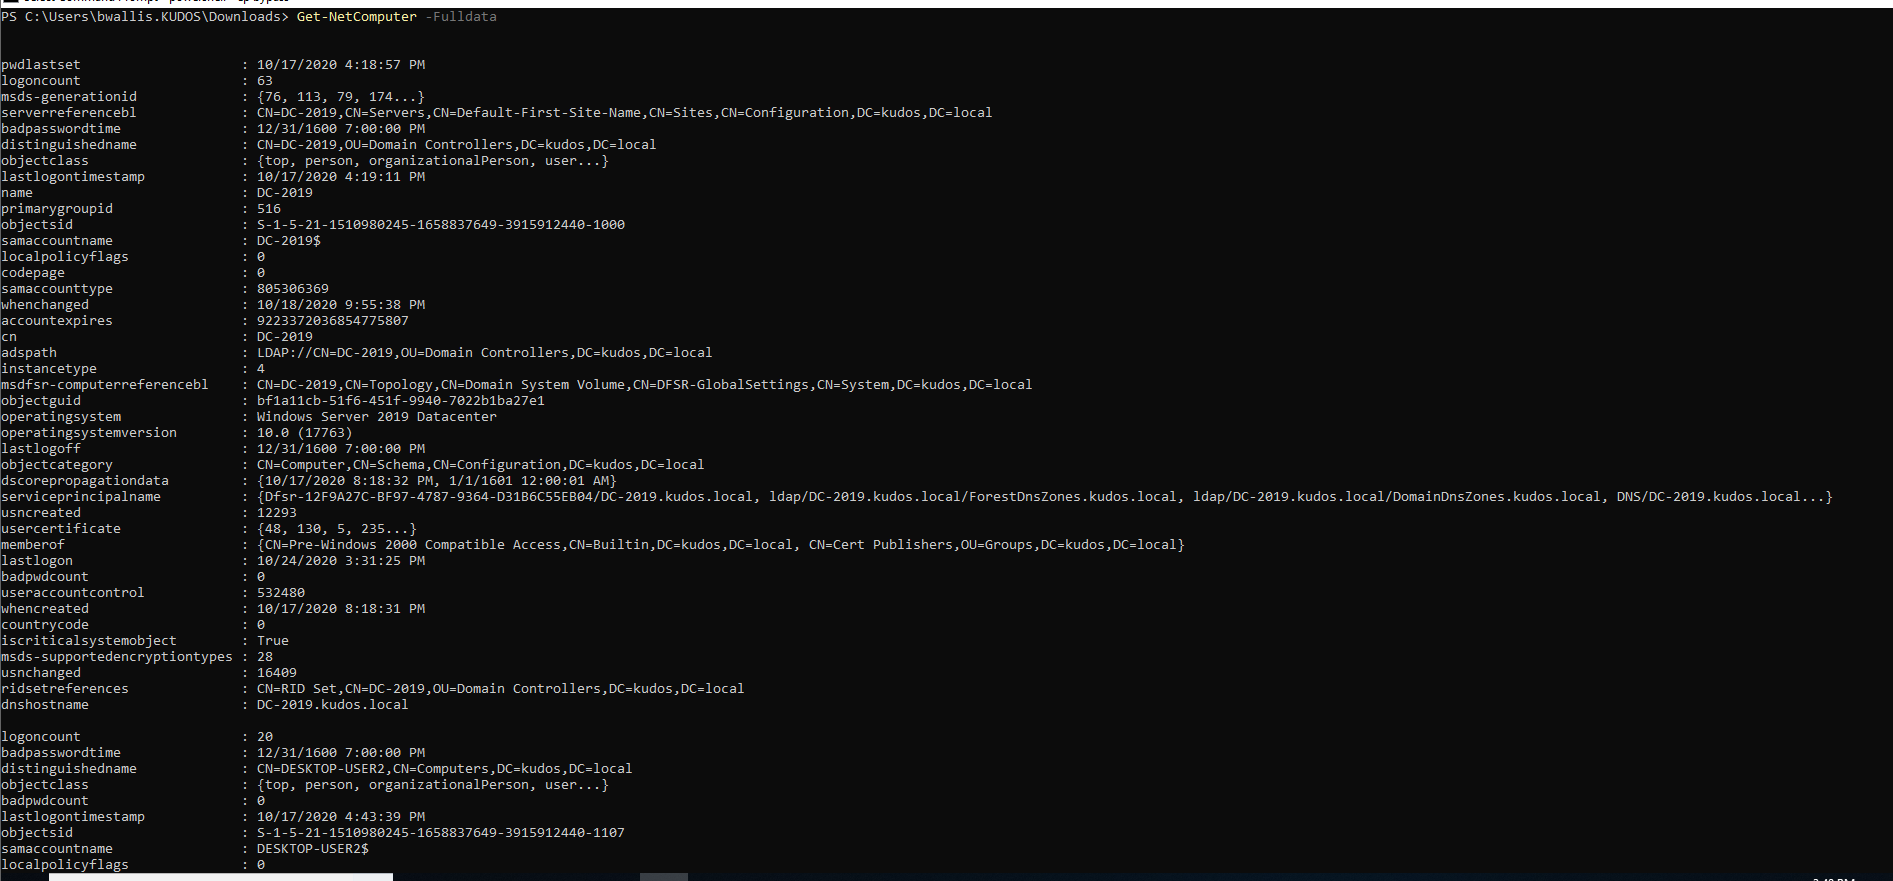 PS C:\Users\bwallis.KUDOS\Downloads> Get-NetComputer -Fulldata
pwdlastset : 10/17/2020 4:18:57 PM
logoncount : 63
msds-generationid : {76, 113, 79, 174...}
serverreferencebl : CN=DC-2019,CN=Servers,CN=Default-First-Site-Name,CN=Sites,CN=Configuration,DC=kudos,DC=local
badpasswordtime : 12/31/1600 7:00:00 PM
distinguishedname : CN=DC-2019,OU=Domain Controllers,DC=kudos,DC=local
objectclass : {top, person, organizationalPerson, user...}
lastlogontimestamp : 10/17/2020 4:19:11 PM
name : DC-2019
primarygroupid : 516
objectsid : S-1-5-21-1510980245-1658837649-3915912440-1000
samaccountname : DC-2019$
localpolicyflags : 0
codepage : 0
samaccounttype : 805306369
whenchanged : 10/18/2020 9:55:38 PM
accountexpires : 9223372036854775807
cn : DC-2019
adspath : LDAP://CN=DC-2019,OU=Domain Controllers,DC=kudos,DC=local
instancetype : 4
msdfsr-computerreferencebl : CN=DC-2019,CN=Topology,CN=Domain System Volume,CN=DFSR-GlobalSettings,CN=System,DC=kudos,DC=local
objectguid : bf1a11cb-51f6-451f-9940-7022b1ba27e1
operatingsystem : Windows Server 2019 Datacenter
operatingsystemversion : 10.0 (17763)
lastlogoff : 12/31/1600 7:00:00 PM
objectcategory : CN=Computer,CN=Schema,CN=Configuration,DC=kudos,DC=local
dscorepropagationdata : {10/17/2020 8:18:32 PM, 1/1/1601 12:00:01 AM}
serviceprincipalname : {Dfsr-12F9A27C-BF97-4787-9364-D31B6C55EB04/DC-2019.kudos.local, ldap/DC-2019.kudos.local/ForestDnsZones.kudos.local, ldap/DC-2019.kudos.local/DomainDnsZones.kudos.local, DNS/DC-2019.kudos.local...}
usncreated : 12293
usercertificate : {48, 130, 5, 235...}
memberof : {CN=Pre-Windows 2000 Compatible Access,CN=Builtin,DC=kudos,DC=local, CN=Cert Publishers,OU=Groups,DC=kudos,DC=local}
lastlogon : 10/24/2020 3:31:25 PM
badpwdcount : 0
useraccountcontrol : 532480
whencreated : 10/17/2020 8:18:31 PM
countrycode : 0
iscriticalsystemobject : True
msds-supportedencryptiontypes : 28
usnchanged : 16409
ridsetreferences : CN=RID Set,CN=DC-2019,OU=Domain Controllers,DC=kudos,DC=local
dnshostname : DC-2019.kudos.local
logoncount : 20
badpasswordtime : 12/31/1600 7:00:00 PM
distinguishedname : CN=DESKTOP-USER2,CN=Computers,DC=kudos,DC=local
objectclass : {top, person, organizationalPerson, user...}
badpwdcount : 0
lastlogontimestamp : 10/17/2020 4:43:39 PM
objectsid : S-1-5-21-1510980245-1658837649-3915912440-1107
samaccountname : DESKTOP-USER2$
localpolicyflags : 0